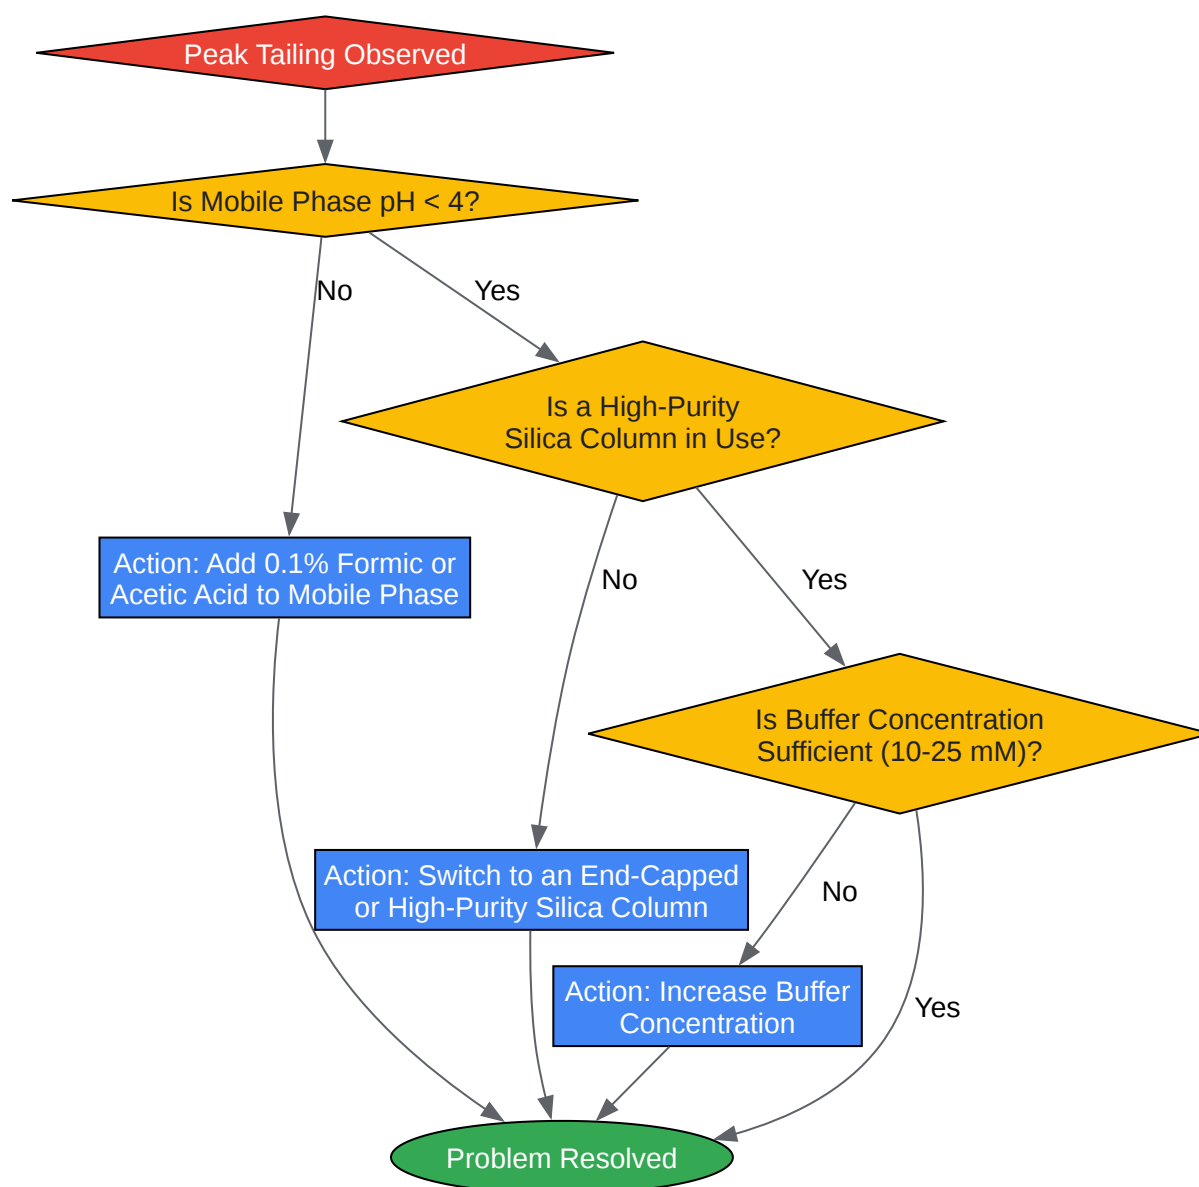 Peak Tailing Observed
Is Mobile Phase pH < 4?
No
Yes
Is a High-Purity
Silica Column in Use?
Action: Add 0.1% Formic or
Acetic Acid to Mobile Phase
No
Yes
Is Buffer Concentration
Sufficient (10-25 mM)?
Action: Switch to an End-Capped
or High-Purity Silica Column
No
Action: Increase Buffer
Concentration
Yes
Problem Resolved